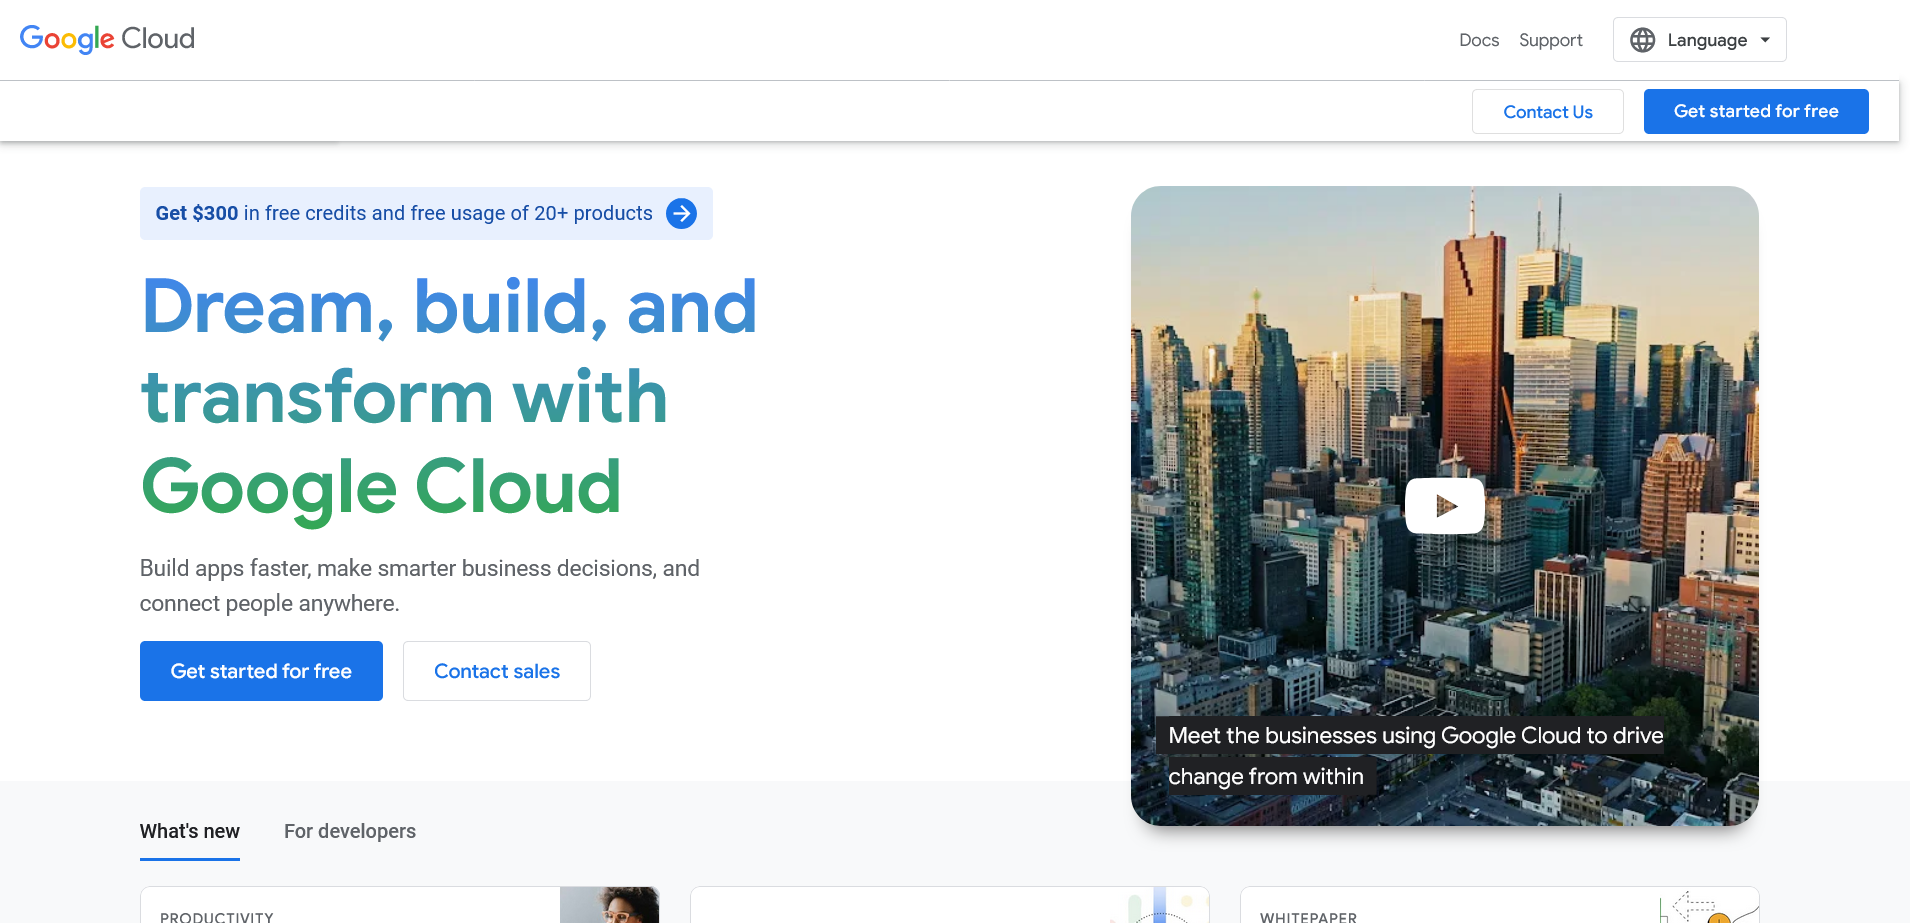 Google Cloud
Docs
Support
Language
Contact Us
Get started for free
Get $300 in free credits and free usage of 20+ products
Dream, build, and
transform with
Google Cloud
Build apps faster, make smarter business decisions, and
connect people anywhere.
Get started for free
Contact sales
Meet the businesses using Google Cloud to drive
change from within
What's new
For developers
PRODUCTIVITY
WHITEPAPER